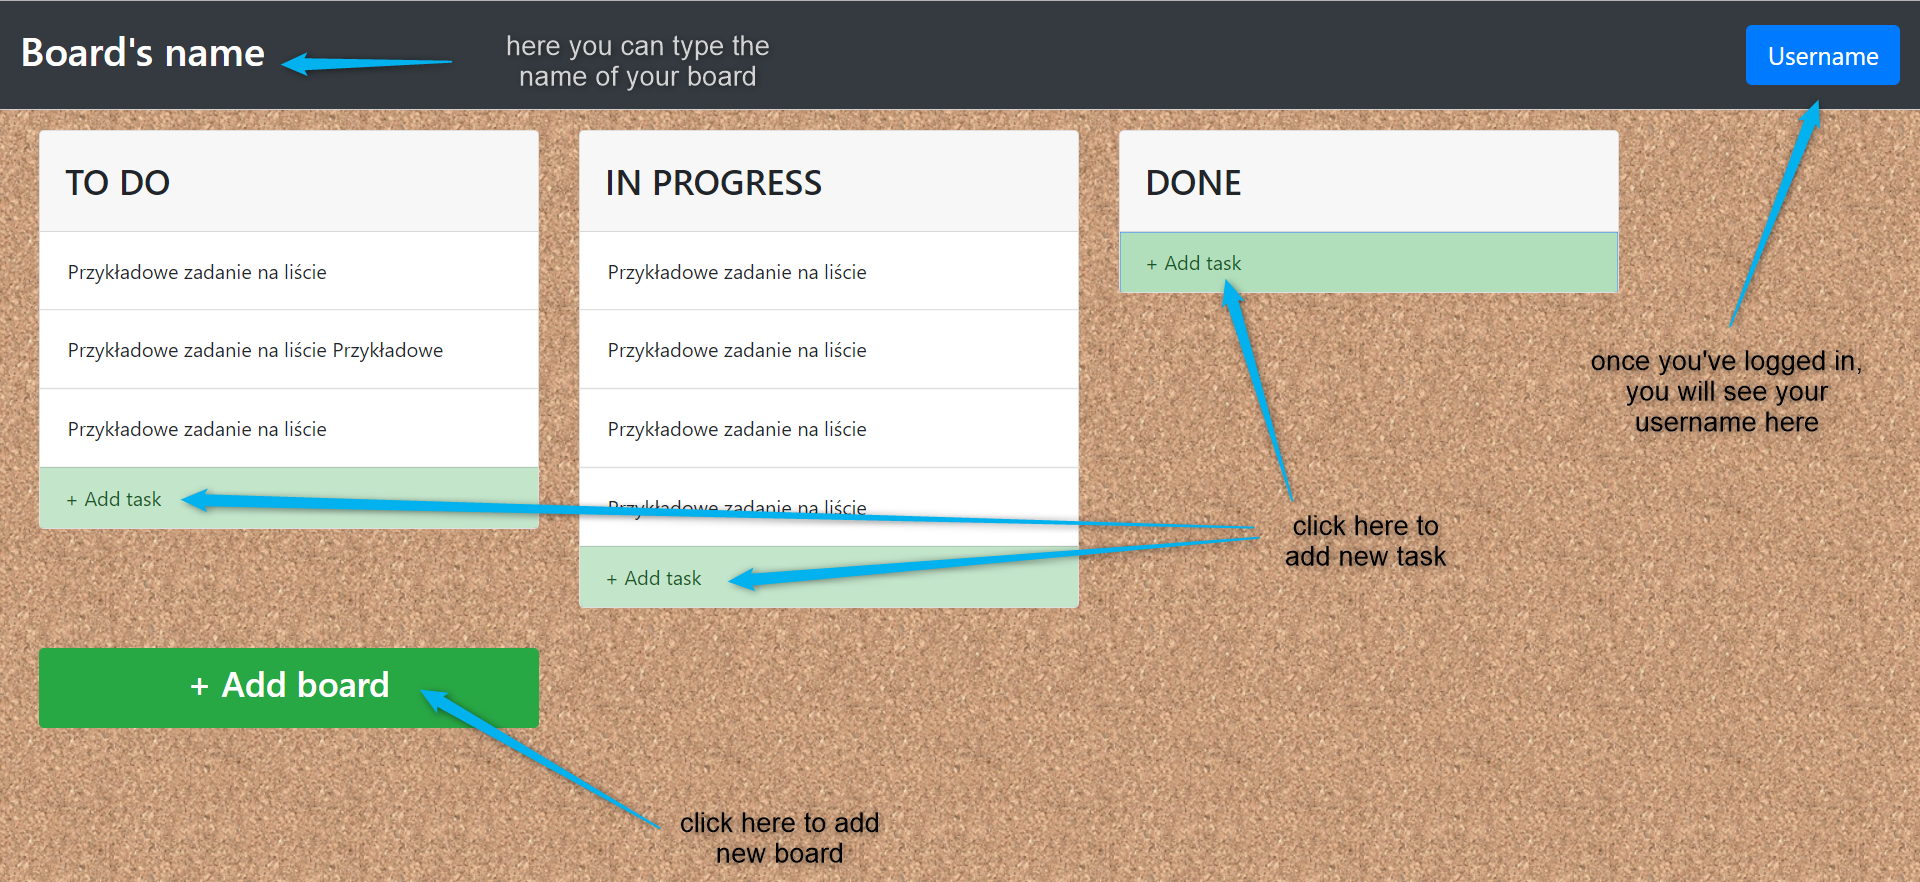 Board's name
here you can type the
name of your board
Username
TO DO
Przykładowe zadanie na liście
Przykładowe zadanie na liście Przykładowe
Przykładowe zadanie na liście
+ Add task
IN PROGRESS
Przykładowe zadanie na liście
Przykładowe zadanie na liście
Przykładowe zadanie na liście
Przykładowe zadanie na liście
+ Add task
DONE
+ Add task
once you've logged in,
you will see your
username here
click here to
add new task
+ Add board
click here to add
new board